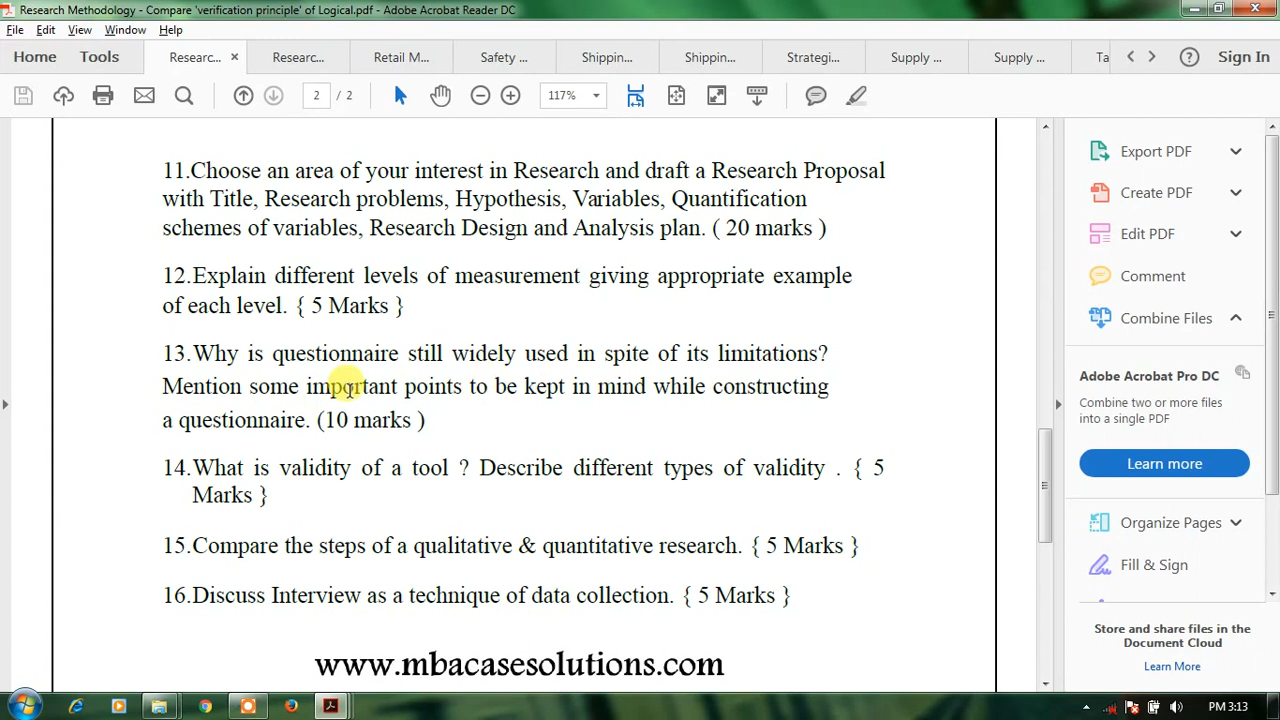 Research Methodology - Compare 'verification principle' of Logical.pdf - Adobe Acrobat Reader DC
File Edit View Window Help
Home Tools Researc... × Researc... Retail M... Safety ... Shippin... Shippin... Strategi... Supply ... Supply ... Ta Sign In
2 / 2 117%
11.Choose an area of your interest in Research and draft a Research Proposal
with Title, Research problems, Hypothesis, Variables, Quantification
schemes of variables, Research Design and Analysis plan. ( 20 marks )
12.Explain different levels of measurement giving appropriate example
of each level. { 5 Marks }
13.Why is questionnaire still widely used in spite of its limitations?
Mention some important points to be kept in mind while constructing
a questionnaire. (10 marks )
14.What is validity of a tool ? Describe different types of validity . { 5
Marks }
15.Compare the steps of a qualitative & quantitative research. { 5 Marks }
16.Discuss Interview as a technique of data collection. { 5 Marks }
www.mbacasesolutions.com
Export PDF
Create PDF
Edit PDF
Comment
Combine Files
Adobe Acrobat Pro DC
Combine two or more files
into a single PDF
Learn more
Organize Pages
Fill & Sign
Store and share files in the
Document Cloud
Learn More
PM 3:13